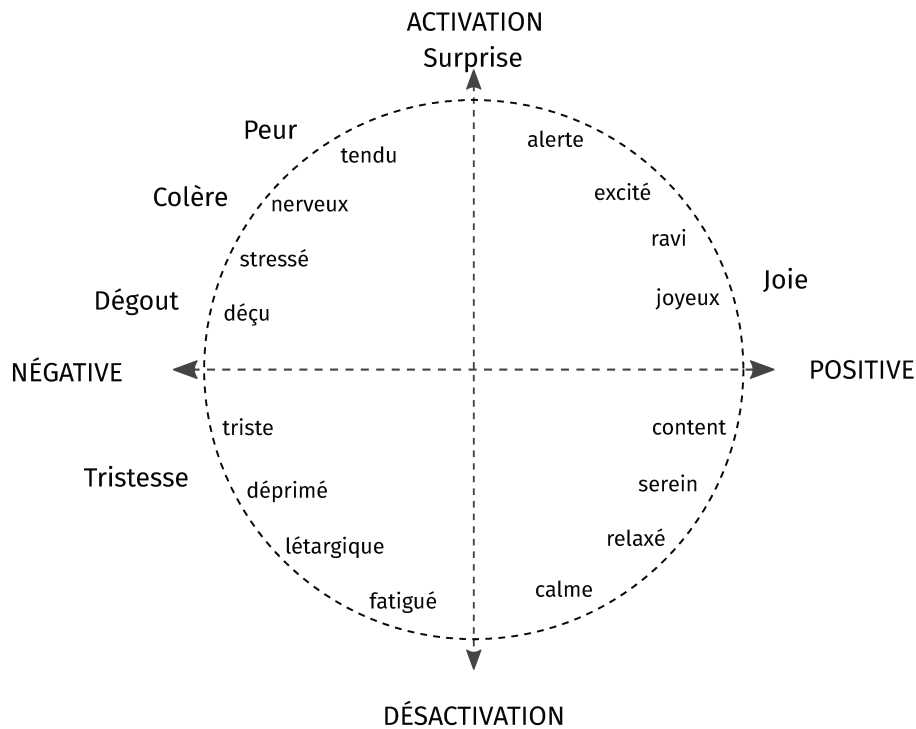 ACTIVATION
Surprise
Peur
tendu
alerte
Colère
nerveux
excité
stressé
ravi
Dégout
déçu
joyeux
Joie
NÉGATIVE
POSITIVE
triste
content
Tristesse
déprimé
serein
létargique
relaxé
fatigué
calme
DÉSACTIVATION